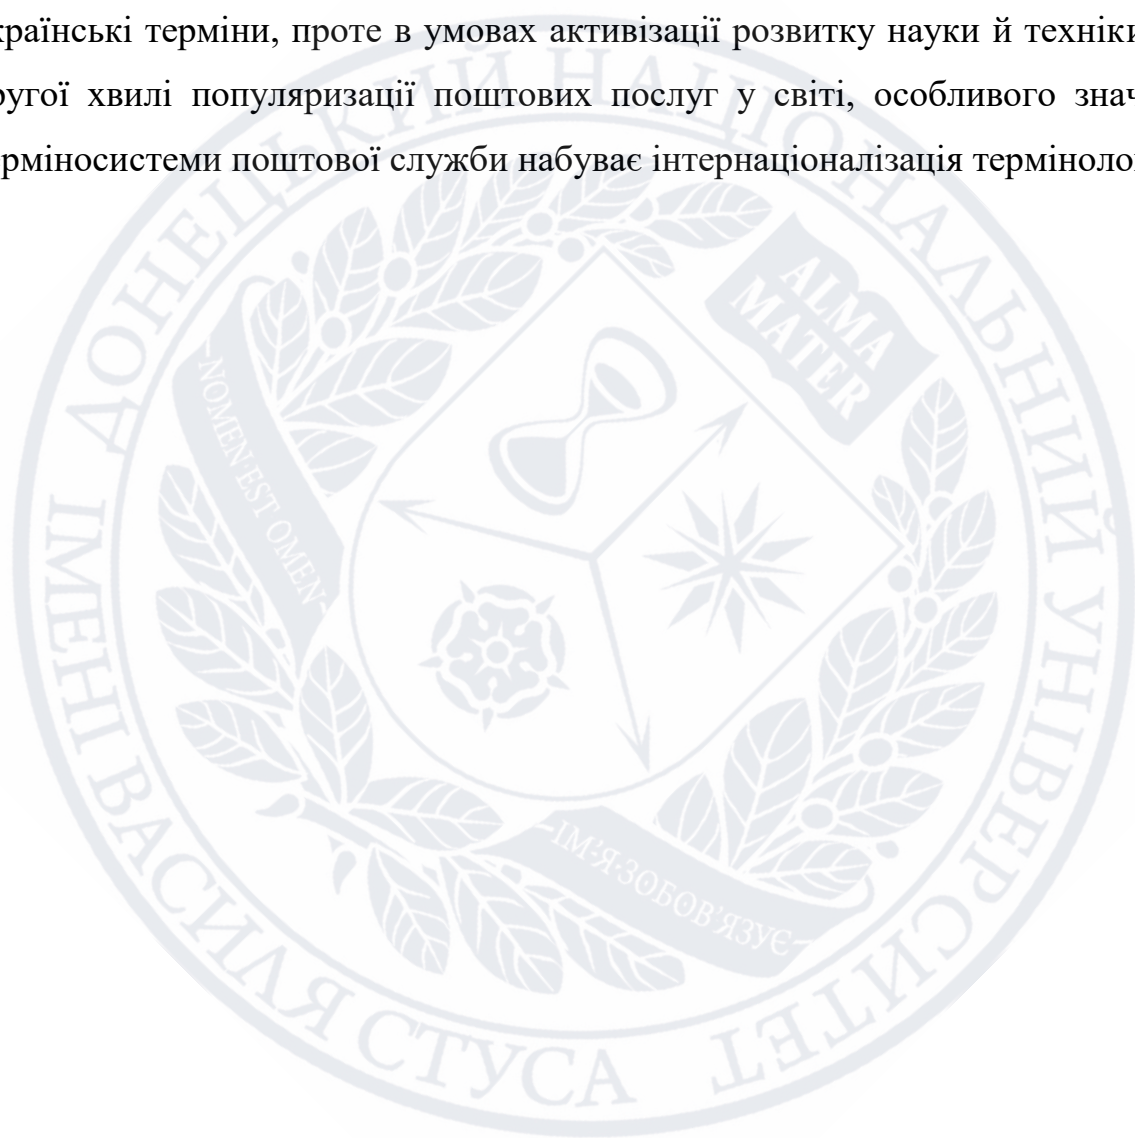 країнські терміни, проте в умовах активізації розвитку науки й техніки
ругої хвилі популяризації поштових послуг у світі, особливого знач
рміносистеми поштової служби набуває інтернаціоналізація термінолог
ДОНЕЦЬКИЙ НАЦІОНАЛЬНИЙ УНІВЕРСИТЕТ
ІМЕНІ ВАСИЛЯ СТУСА
ALMA
MATER
NOMEN·EST OMEN
ІМ'Я·ЗОБОВ'ЯЗУЄ